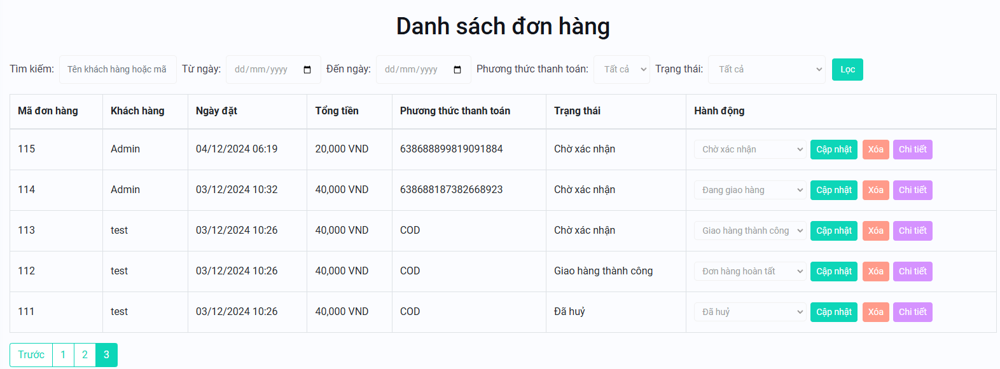 Danh sách đơn hàng
Tìm kiếm: Tên khách hàng hoặc mã Từ ngày: dd/mm/yyyy Đến ngày: dd/mm/yyyy Phương thức thanh toán: Tất cả Trạng thái: Tất cả Lọc
Mã đơn hàng Khách hàng Ngày đặt Tổng tiền Phương thức thanh toán Trạng thái Hành động
115 Admin 04/12/2024 06:19 20,000 VND 638688899819091884 Chờ xác nhận Chờ xác nhận Cập nhật Xóa Chi tiết
114 Admin 03/12/2024 10:32 40,000 VND 638688187382668923 Chờ xác nhận Đang giao hàng Cập nhật Xóa Chi tiết
113 test 03/12/2024 10:26 40,000 VND COD Chờ xác nhận Giao hàng thành công Cập nhật Xóa Chi tiết
112 test 03/12/2024 10:26 40,000 VND COD Giao hàng thành công Đơn hàng hoàn tất Cập nhật Xóa Chi tiết
111 test 03/12/2024 10:26 40,000 VND COD Đã huỷ Đã huỷ Cập nhật Xóa Chi tiết
Trước 1 2 3